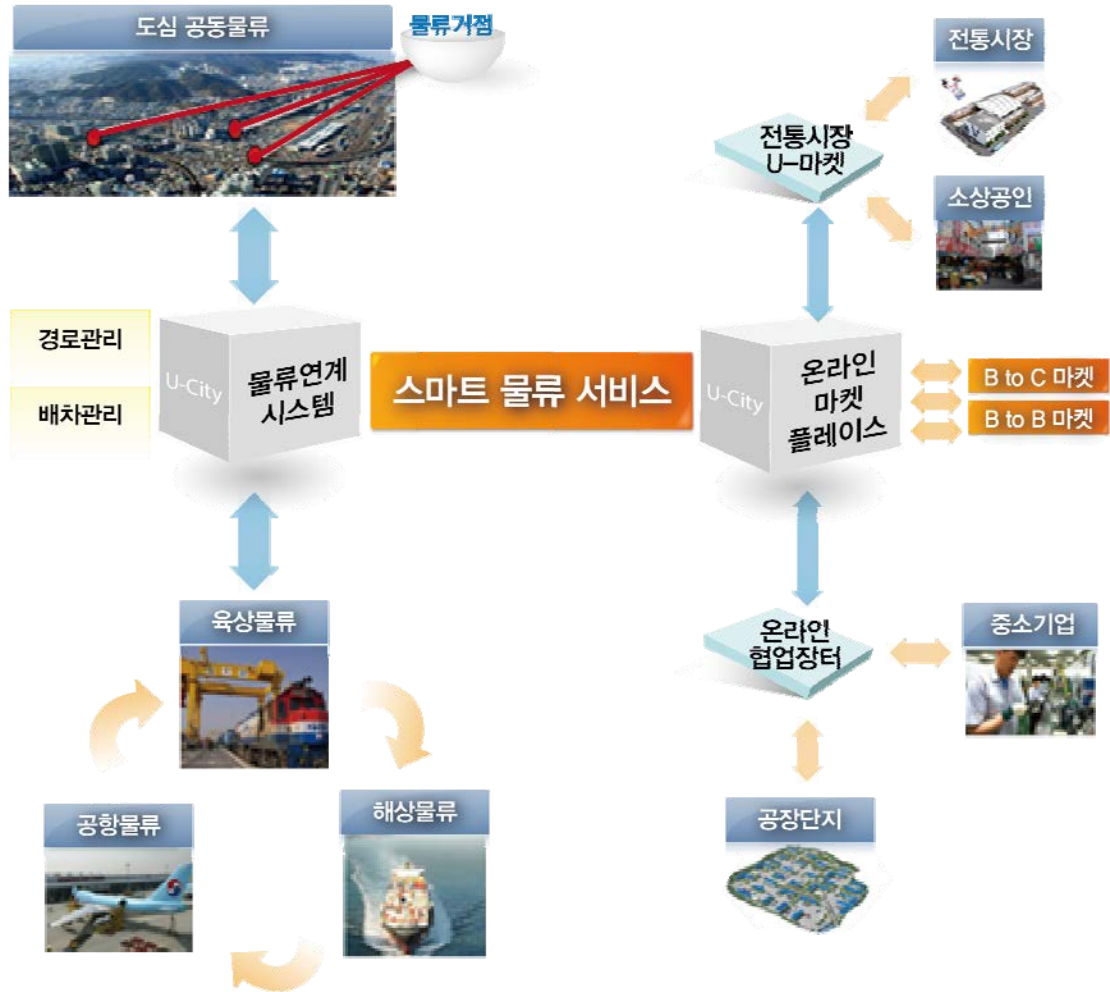 도심 공동물류
물류거점
전통시장
전통시장
U-마켓
소상공인
경로관리
배차관리
U-City
물류연계
시스템
스마트 물류 서비스
U-City
온라인
마켓
플레이스
B to C 마켓
B to B 마켓
육상물류
온라인
협업장터
중소기업
공항물류
해상물류
공장단지